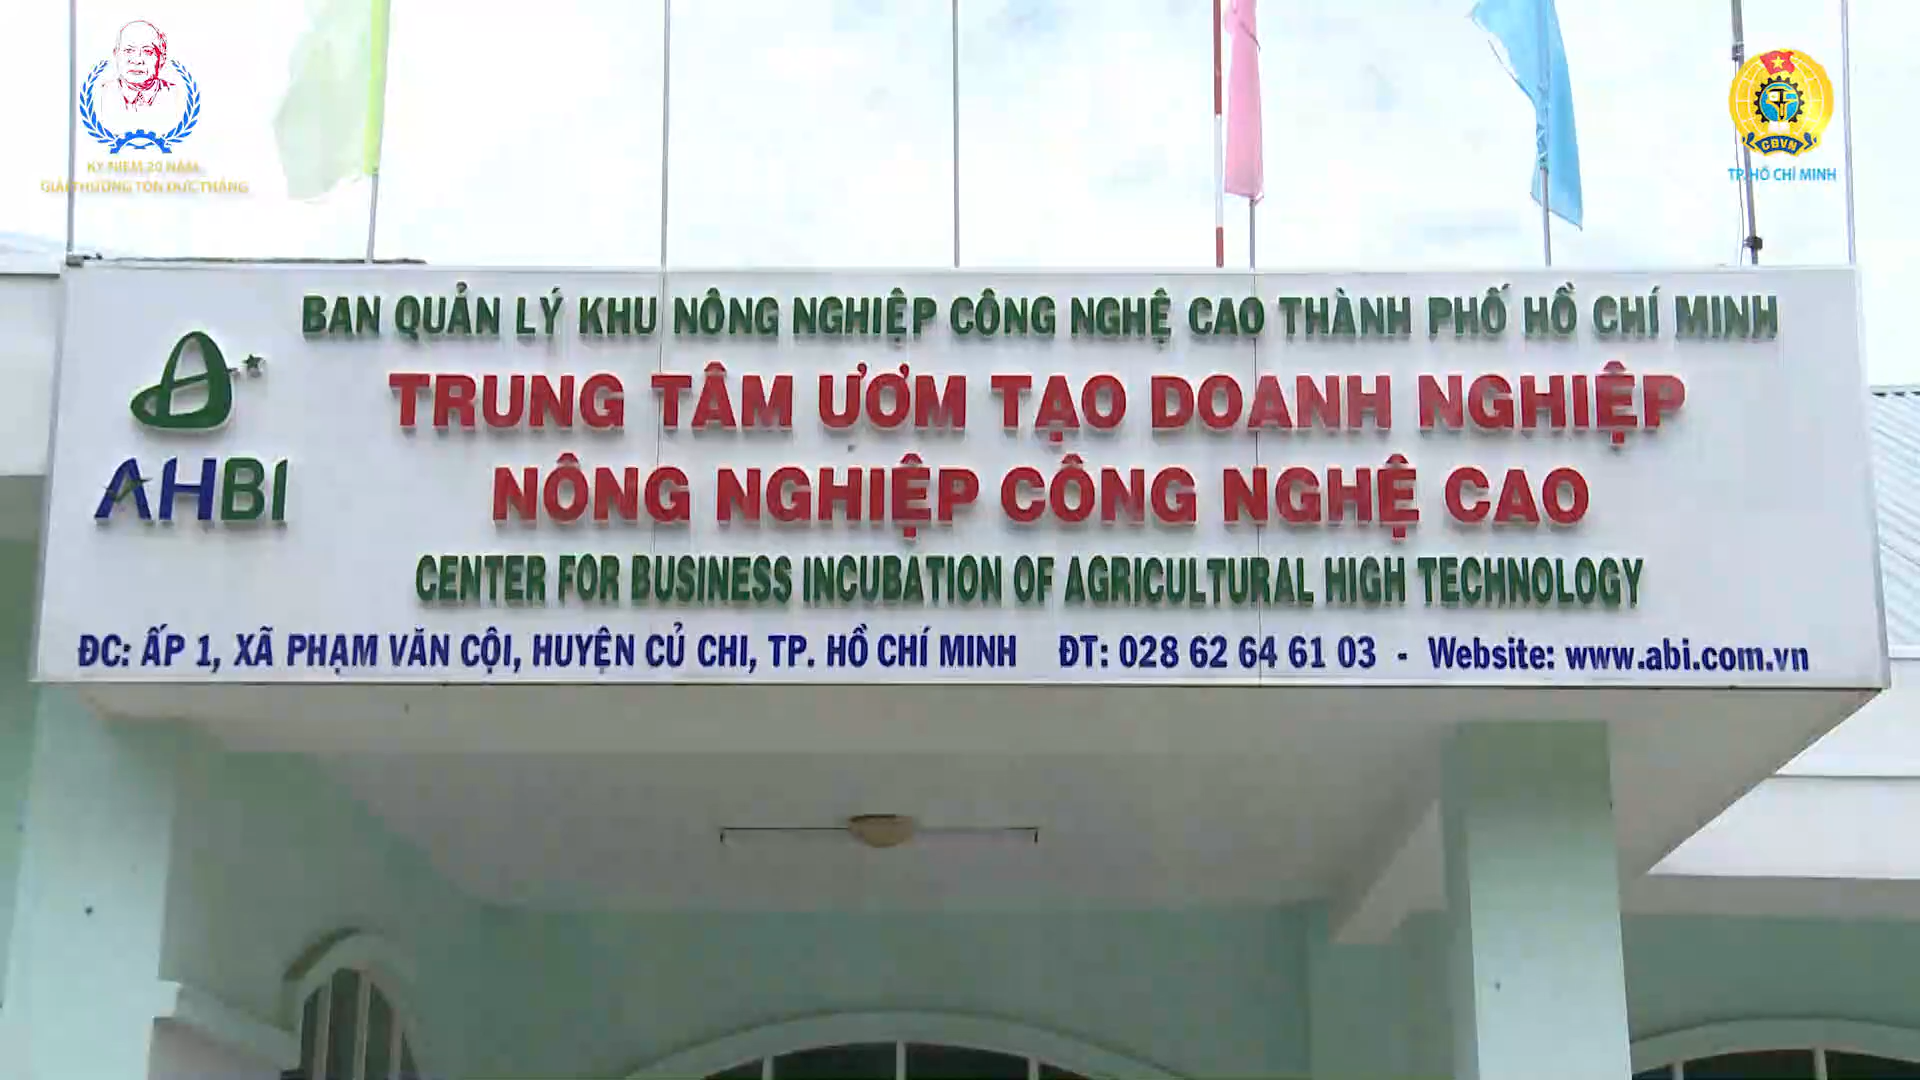 KỶ NIỆM 20 NĂM
GIẢI THƯỞNG TÔN ĐỨC THẮNG
CĐVN
TP. HỒ CHÍ MINH
BAN QUẢN LÝ KHU NÔNG NGHIỆP CÔNG NGHỆ CAO THÀNH PHỐ HỒ CHÍ MINH
TRUNG TÂM ƯƠM TẠO DOANH NGHIỆP
NÔNG NGHIỆP CÔNG NGHỆ CAO
AHBI
CENTER FOR BUSINESS INCUBATION OF AGRICULTURAL HIGH TECHNOLOGY
ĐC: ẤP 1, XÃ PHẠM VĂN CỘI, HUYỆN CỦ CHI, TP. HỒ CHÍ MINH ĐT: 028 62 64 61 03 - Website: www.abi.com.vn